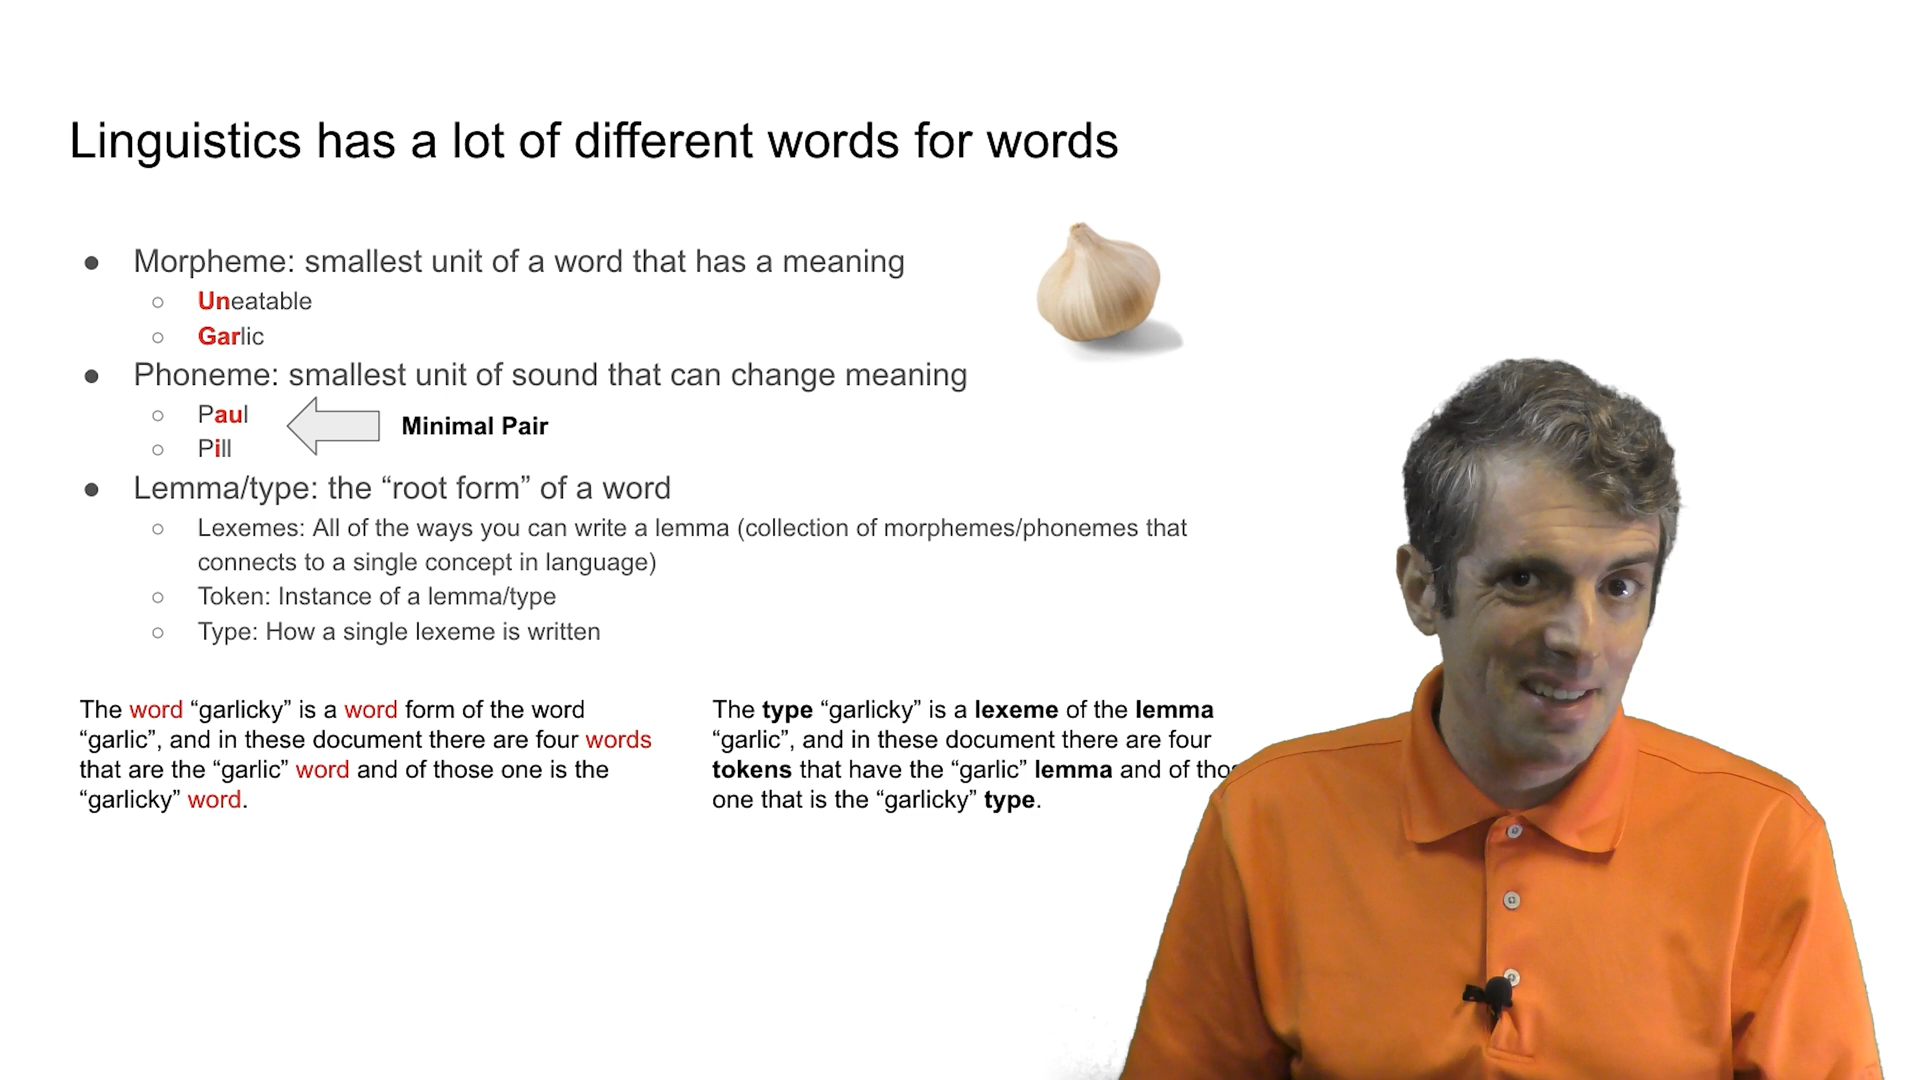 Linguistics has a lot of different words for words
● Morpheme: smallest unit of a word that has a meaning
○ Uneatable
○ Garlic
● Phoneme: smallest unit of sound that can change meaning
○ Paul
○ Pill
Minimal Pair
● Lemma/type: the “root form” of a word
○ Lexemes: All of the ways you can write a lemma (collection of morphemes/phonemes that
connects to a single concept in language)
○ Token: Instance of a lemma/type
○ Type: How a single lexeme is written
The word “garlicky” is a word form of the word
“garlic”, and in these document there are four words
that are the “garlic” word and of those one is the
“garlicky” word.
The type “garlicky” is a lexeme of the lemma
“garlic”, and in these document there are four
tokens that have the “garlic” lemma and of
one that is the “garlicky” type.